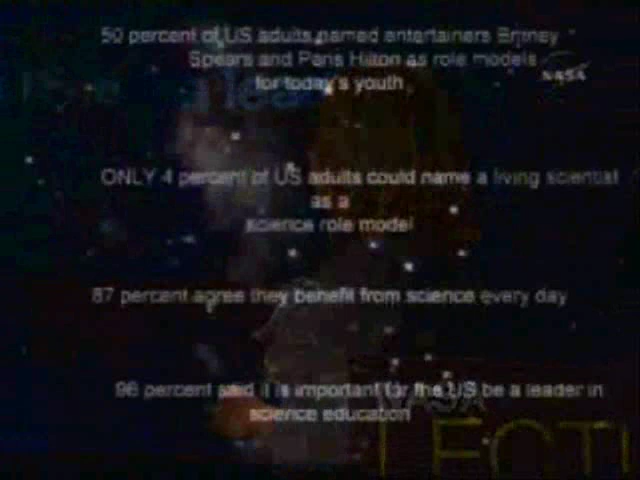 50 percent of US adults named entertainers Britney
Spears and Paris Hilton as role models
for today's youth
NASA
ONLY 4 percent of US adults could name a living scientist
as a
science role model
87 percent agree they benefit from science every day
96 percent said it is important for the US be a leader in
science education
NASA
LECTU